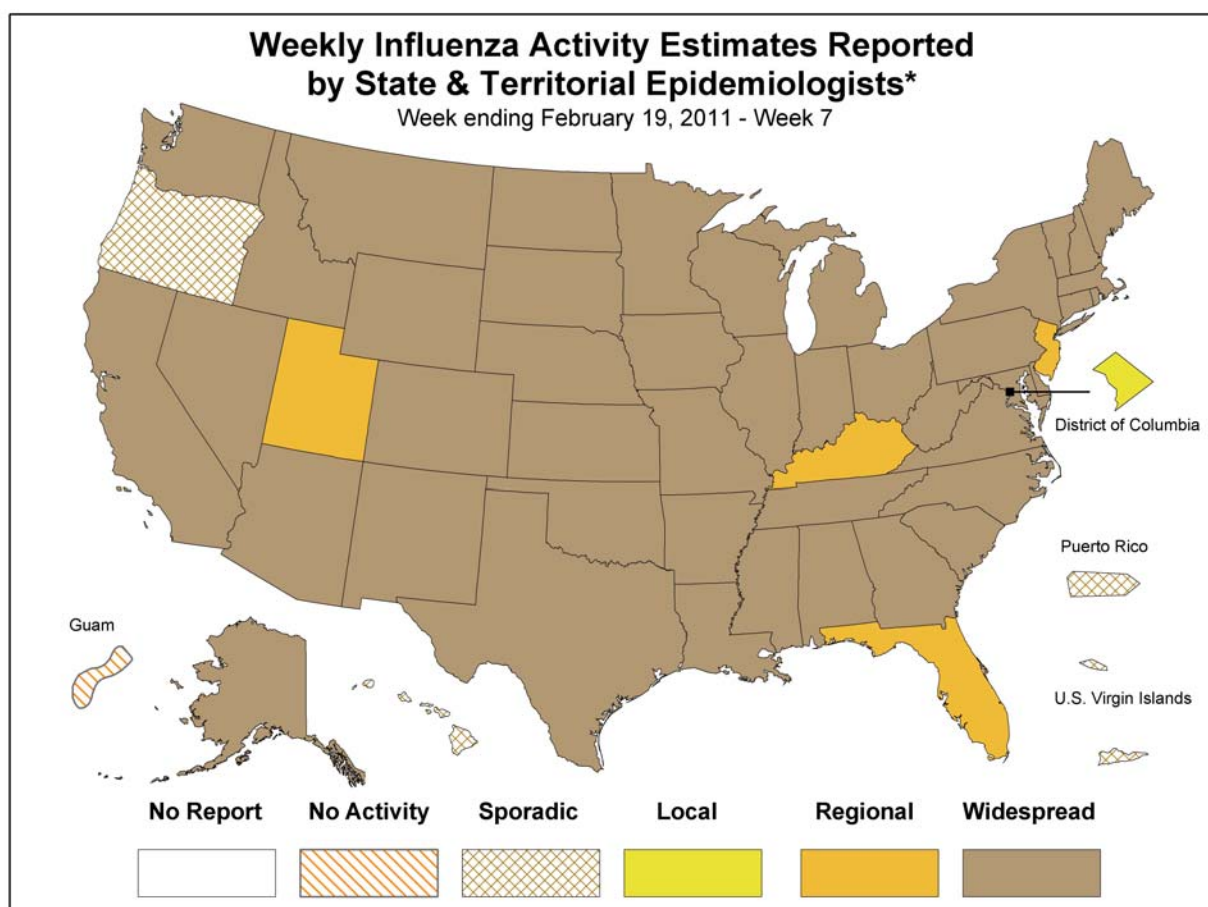 Weekly Influenza Activity Estimates Reported
by State & Territorial Epidemiologists*
Week ending February 19, 2011 - Week 7
District of Columbia
Puerto Rico
Guam
U.S. Virgin Islands
No Report No Activity Sporadic Local Regional Widespread